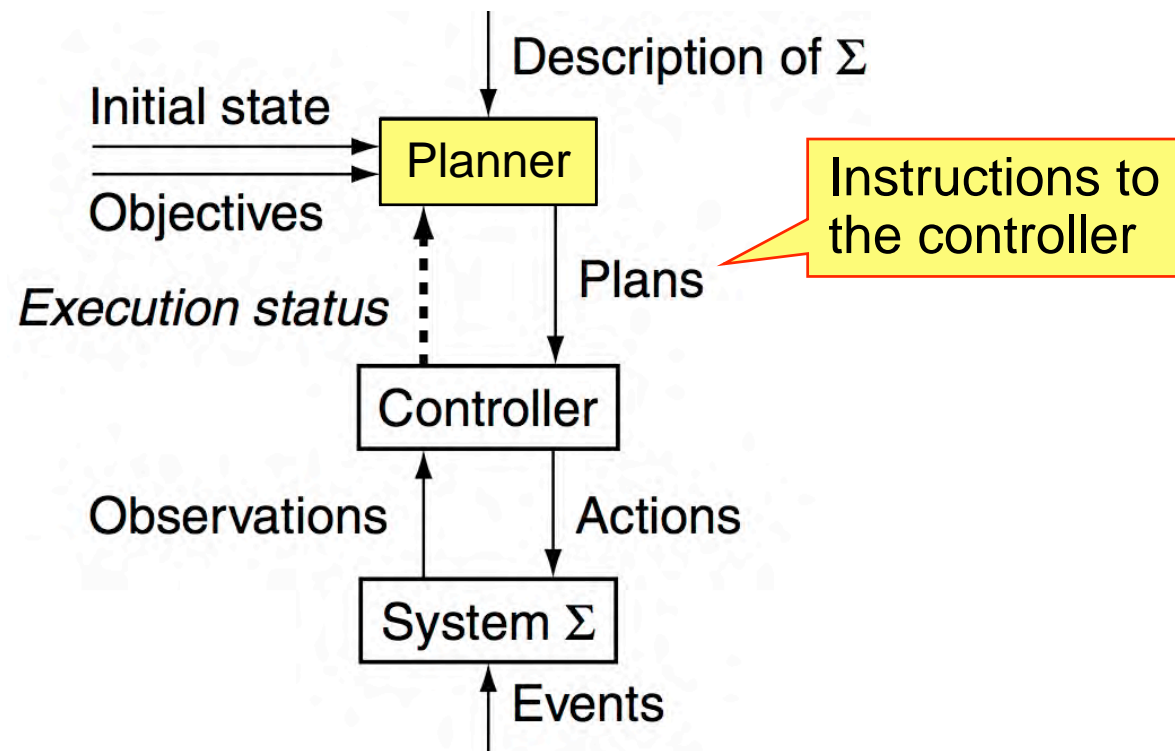 Description of Σ
Initial state
Planner
Objectives
Instructions to
the controller
Plans
Execution status
Controller
Observations
Actions
System Σ
Events